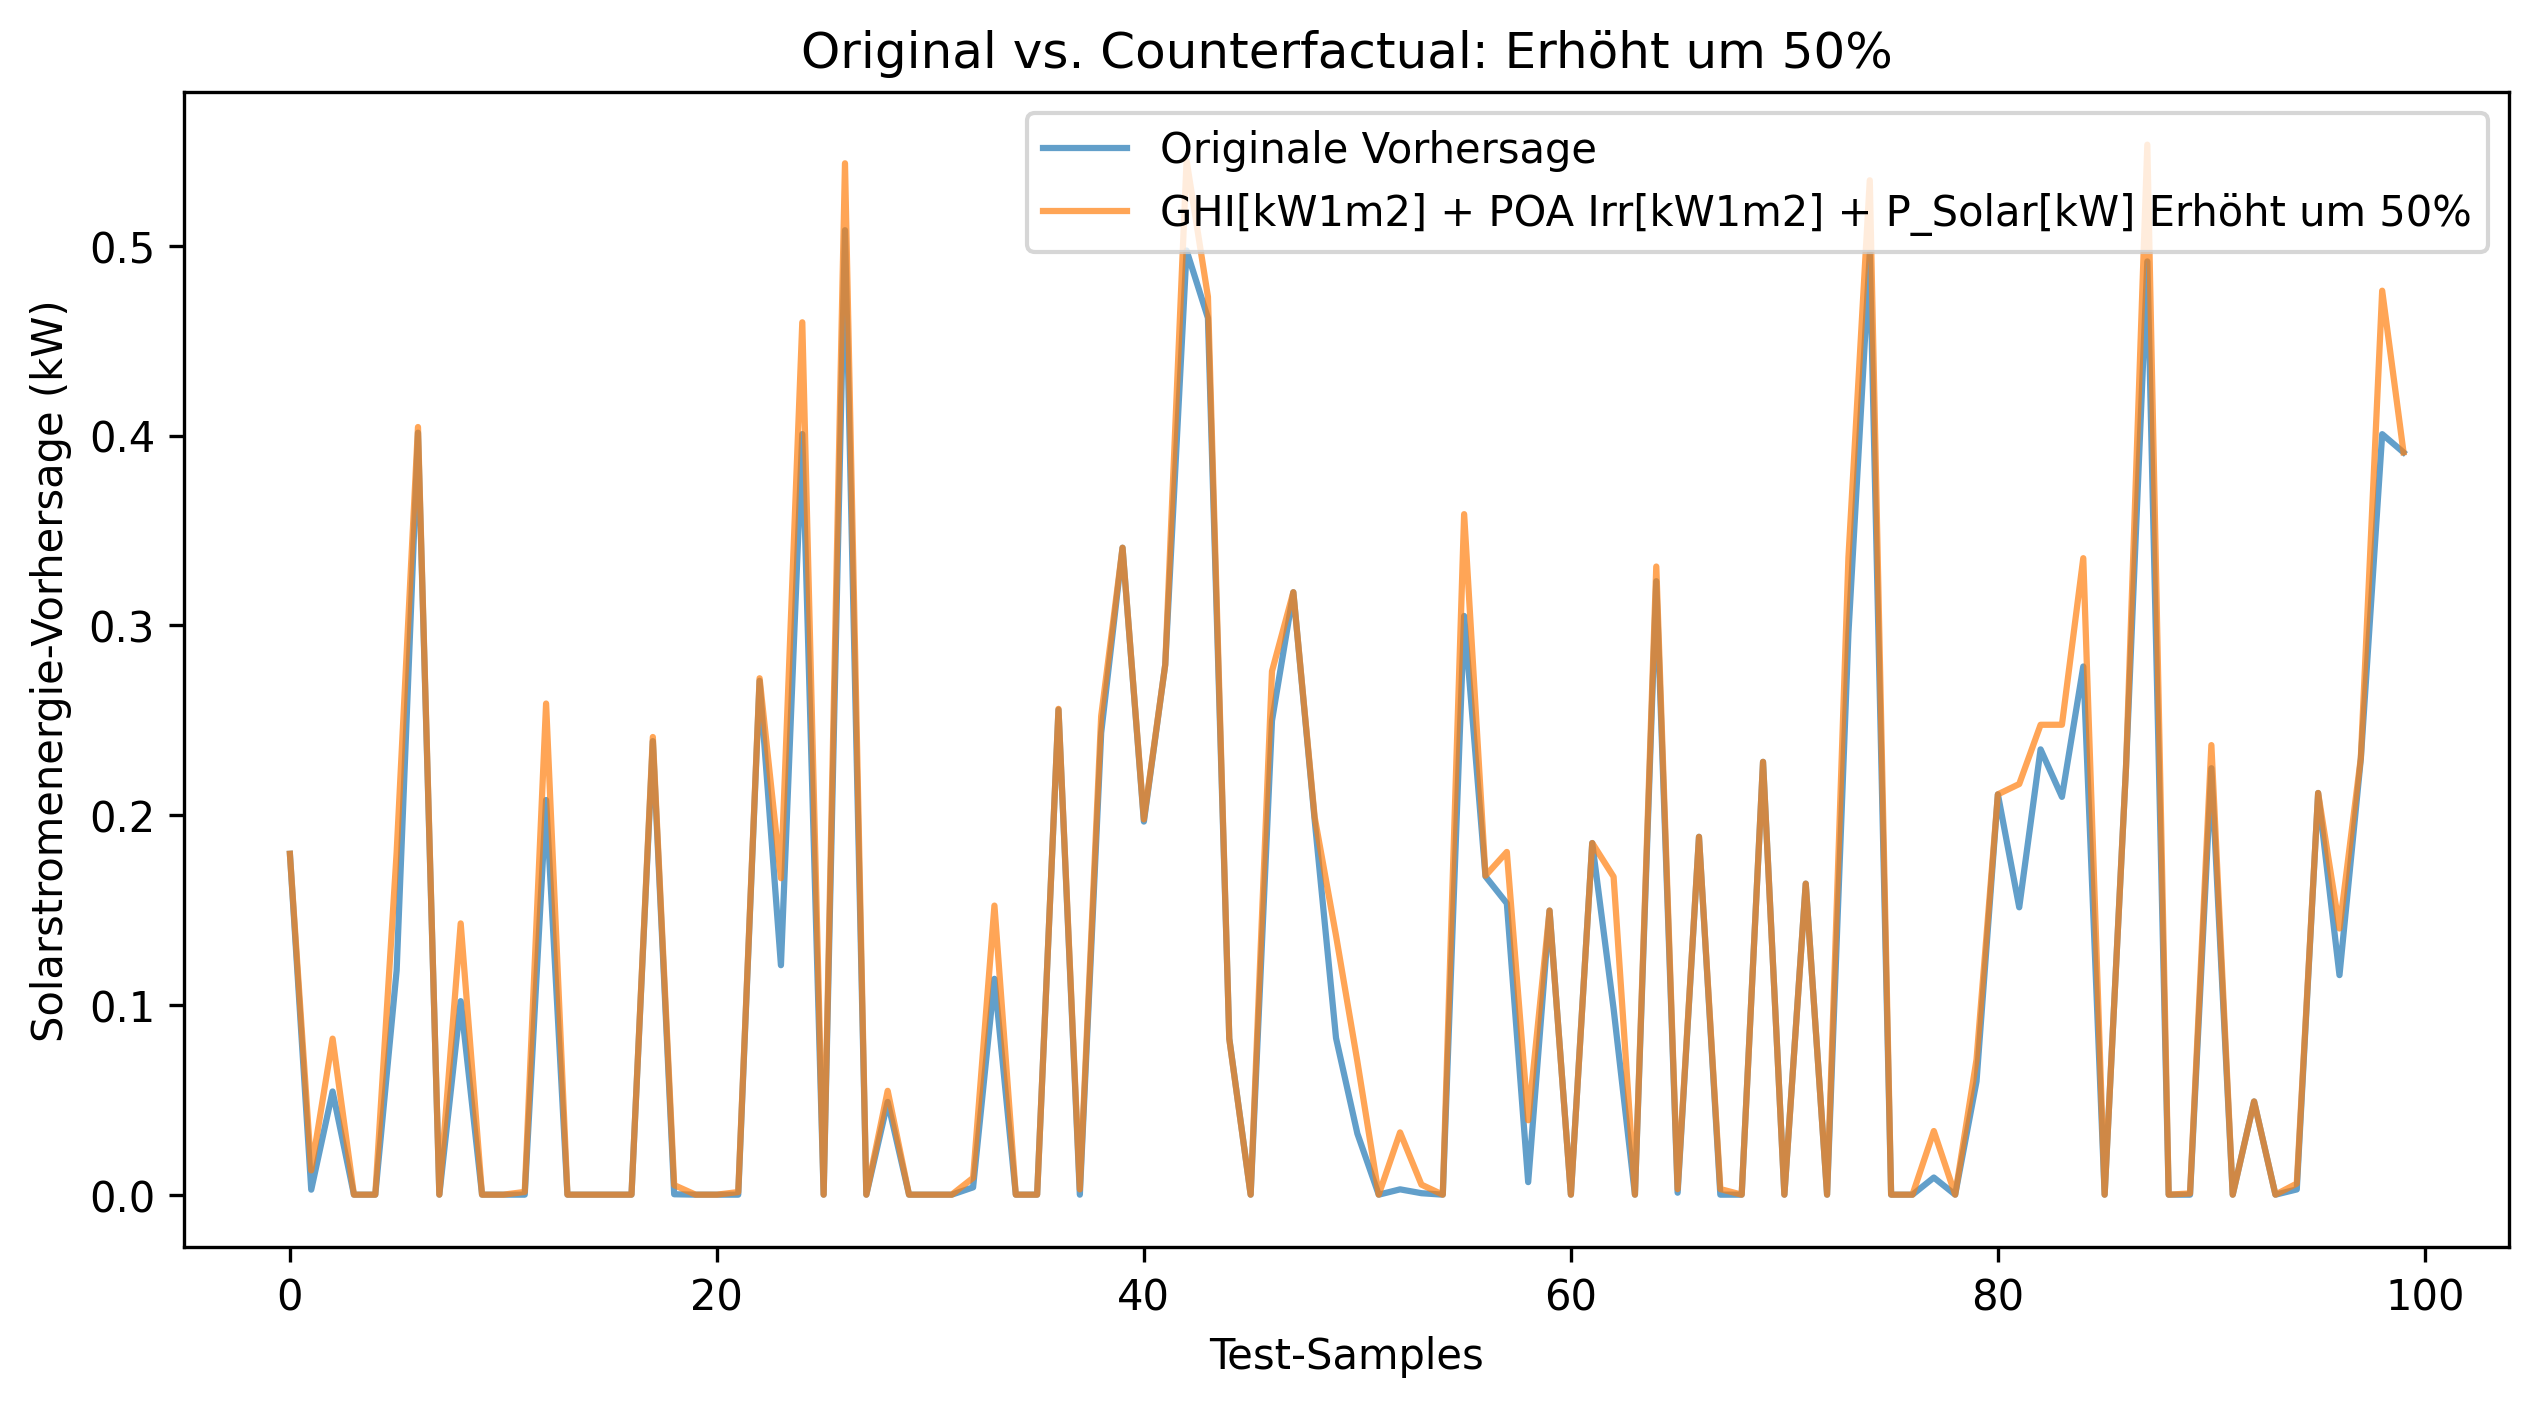 Original vs. Counterfactual: Erhöht um 50%
Originale Vorhersage
GHI[kW1m2] + POA Irr[kW1m2] + P_Solar[kW] Erhöht um 50%
Solarstromenergie-Vorhersage (kW)
0.5
0.4
0.3
0.2
0.1
0.0
0 20 40 60 80 100
Test-Samples